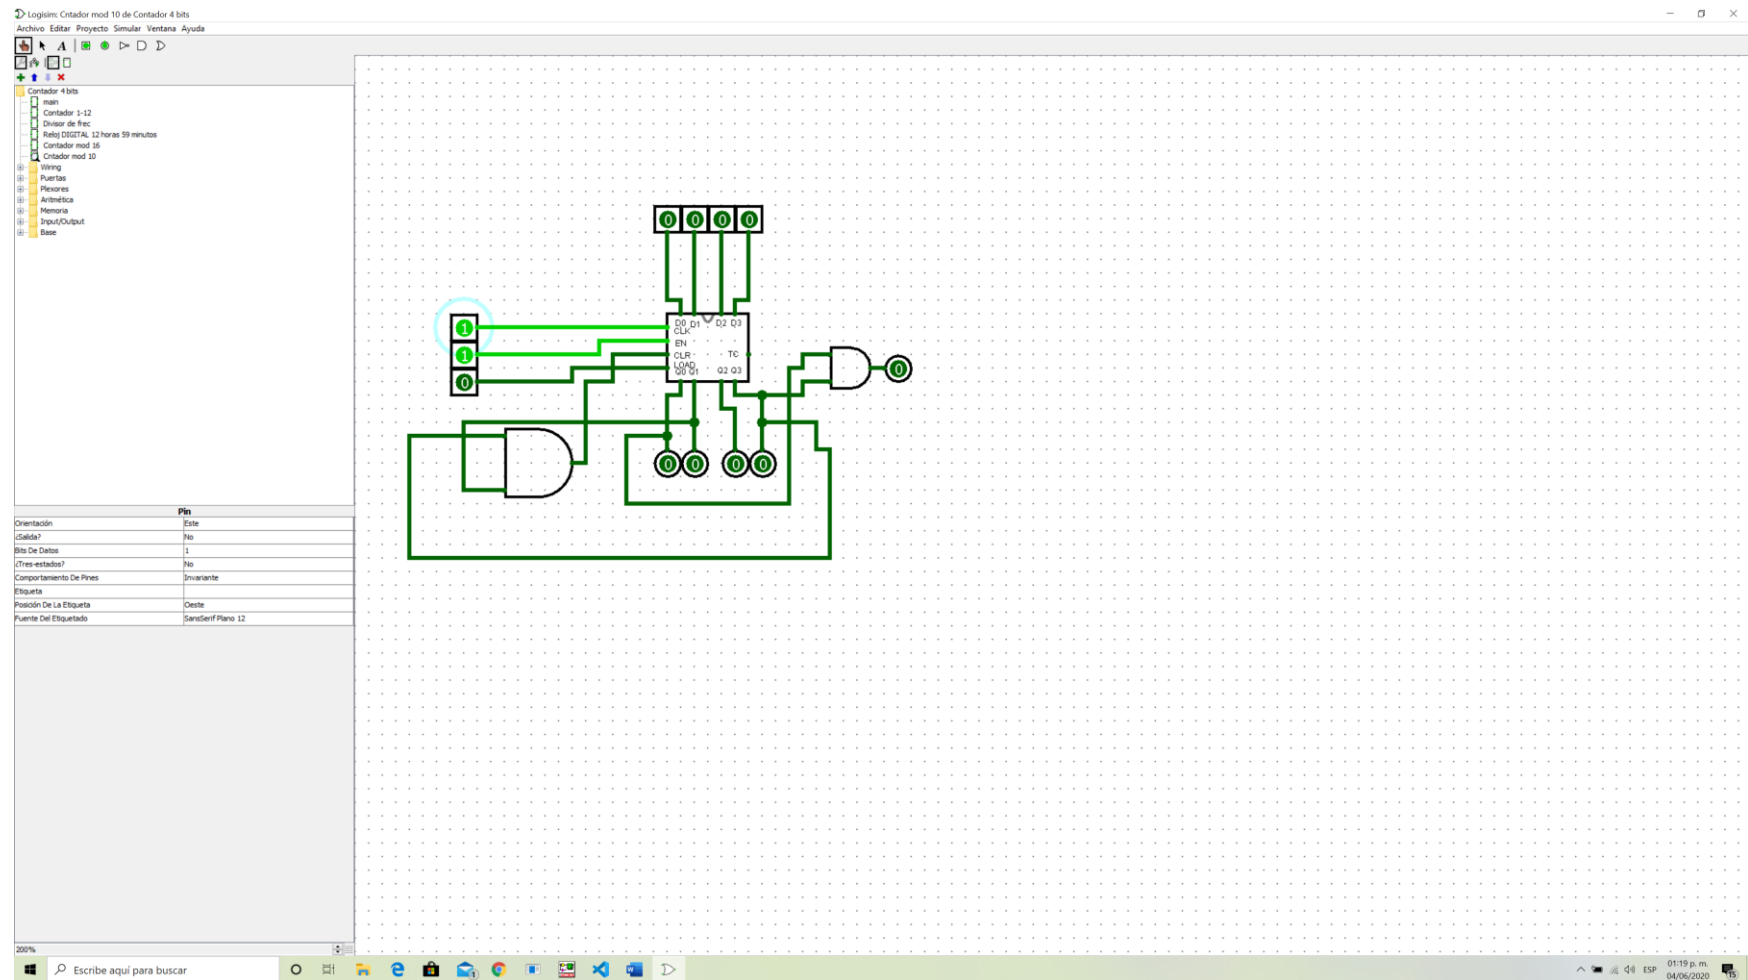 Logisim: Cntador mod 10 de Contador 4 bits
Archivo Editar Proyecto Simular Ventana Ayuda
A
Contador 4 bits
main
Contador 1-12
Divisor de frec
Reloj DIGITAL 12 horas 59 minutos
Contador mod 16
Cntador mod 10
Wiring
Puertas
Plexores
Aritmética
Memoria
Input/Output
Base
0 0 0 0
D0 D1 D2 D3
1 CLK
EN
1 CLR TC
LOAD
0 Q0 Q1 Q2 Q3
0
0 0 0 0
Pin
Orientación Este
¿Salida? No
Bits De Datos 1
¿Tres-estados? No
Comportamiento De Pines Invariante
Etiqueta
Posición De La Etiqueta Oeste
Fuente Del Etiquetado SansSerif Plano 12
200%
Escribe aquí para buscar
ESP
01:19 p. m.
04/06/2020